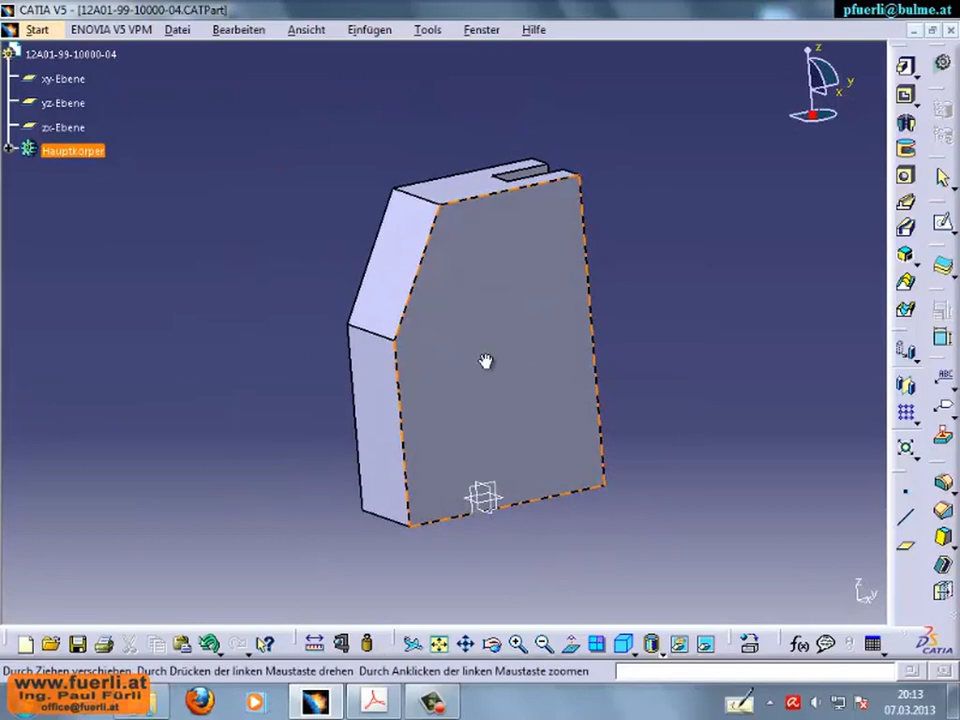 CATIA V5 - [12A01-99-10000-04.CATPart]
pfuerli@bulme.at
Start ENOVIA V5 VPM Datei Bearbeiten Ansicht Einfügen Tools Fenster Hilfe
12A01-99-10000-04
xy-Ebene
yz-Ebene
zx-Ebene
Hauptkörper
z
y
x
ABC
z
y
x
f(x)
DS
CATIA
Durch Ziehen verschieben, Durch Drücken der linken Maustaste drehen Durch Anklicken der linken Maustaste zoomen
www.fuerli.at
Ing. Paul Fürli
office@fuerli.at
20:13
07.03.2013